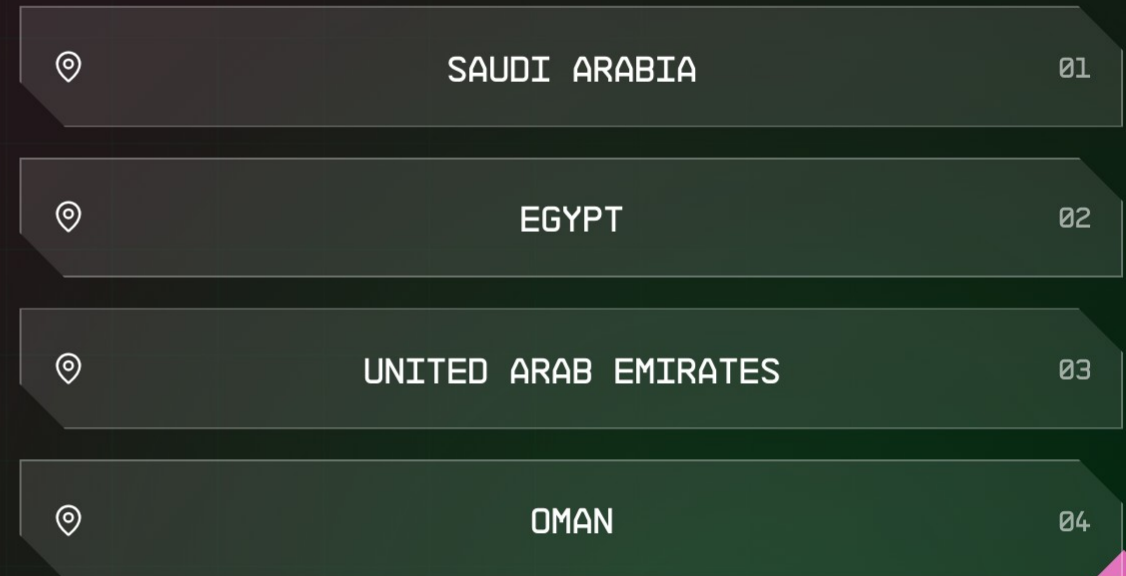 SAUDI ARABIA 01
EGYPT 02
UNITED ARAB EMIRATES 03
OMAN 04